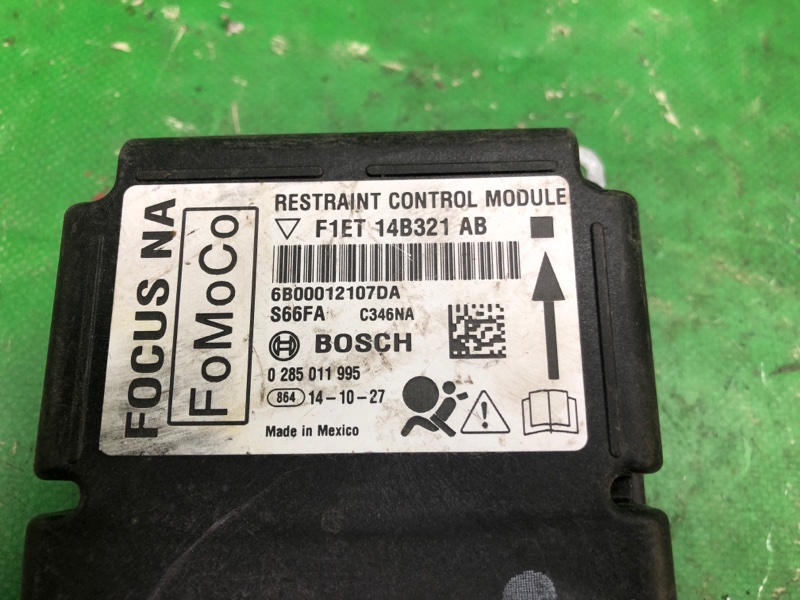 FOCUS NA
FoMoCo
RESTRAINT CONTROL MODULE
F1ET 14B321 AB
6B00012107DA
S66FA C346NA
BOSCH
0 285 011 995
864 14-10-27
Made in Mexico